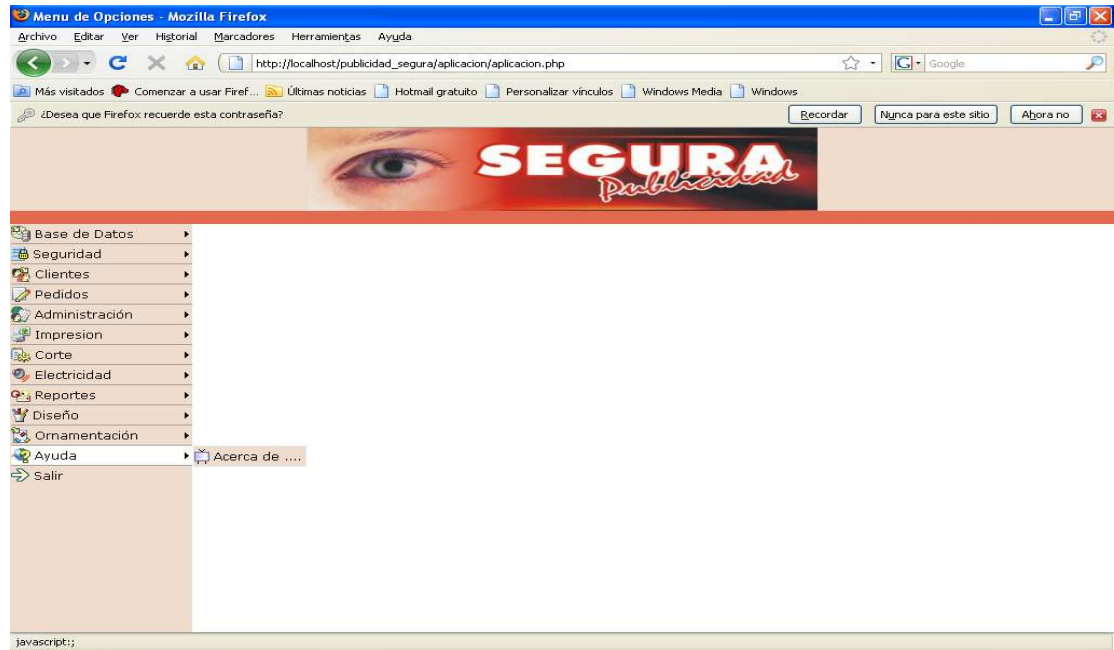 Menu de Opciones - Mozilla Firefox
Archivo Editar Ver Historial Marcadores Herramientas Ayuda
http://localhost/publicidad_segura/aplicacion/aplicacion.php G Google
Más visitados Comenzar a usar Firef... Últimas noticias Hotmail gratuito Personalizar vínculos Windows Media Windows
¿Desea que Firefox recuerde esta contraseña? Recordar Nunca para este sitio Ahora no
SEGURA
Publicidad
Base de Datos
Seguridad
Clientes
Pedidos
Administración
Impresion
Corte
Electricidad
Reportes
Diseño
Ornamentación
Ayuda Acerca de ....
Salir
javascript:;